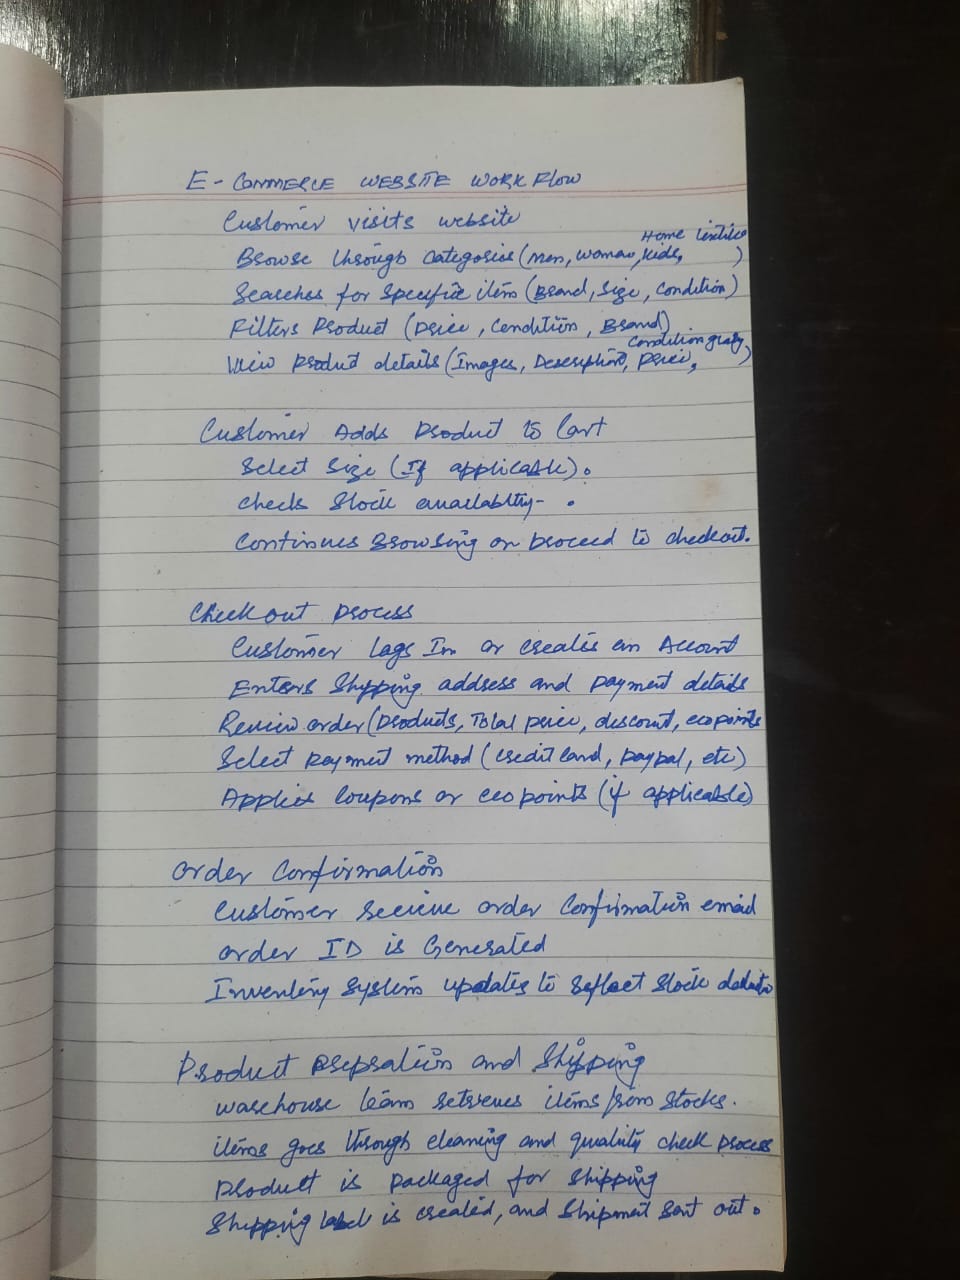 E - COMMERCE WEBSITE WORK FLOW
Customer visits website
Browse through categories (men, woman, kids, Home textiles)
Searches for specific item (Brand, Size, condition)
Filters Product (price, condition, Brand)
View product details (Images, Description, price, Condition grade)
Customer Adds product to Cart
Select Size (If applicable).
Checks Stock availability - .
Continues Browsing or proceed to checkout.
Check out process
Customer logs In or creates an Account
Enters Shipping address and payment details
Review order (products, Total price, discount, ecopoints
Select payment method (credit card, paypal, etc)
Applies coupons or eco points (if applicable)
Order Confirmation
Customer receive order Confirmation email
Order ID is Generated
Inventory System updates to reflect stock
Product and Shipping
warehouse team retrieves items from stocks.
items goes through cleaning and quality check process
Product is packaged for shipping
Shipping label is created, and shipment sent out.